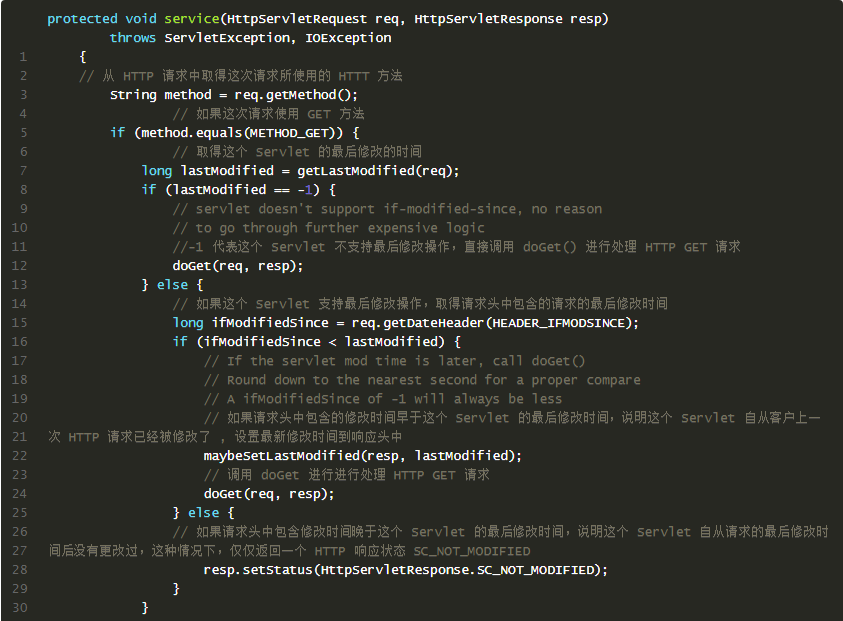 protected void service(HttpServletRequest req, HttpServletResponse resp)
throws ServletException, IOException
1 {
2 // 从 HTTP 请求中取得这次请求所使用的 HTTT 方法
3 String method = req.getMethod();
4 // 如果这次请求使用 GET 方法
5 if (method.equals(METHOD_GET)) {
6 // 取得这个 Servlet 的最后修改的时间
7 long lastModified = getLastModified(req);
8 if (lastModified == -1) {
9 // servlet doesn't support if-modified-since, no reason
10 // to go through further expensive logic
11 //-1 代表这个 Servlet 不支持最后修改操作，直接调用 doGet() 进行处理 HTTP GET 请求
12 doGet(req, resp);
13 } else {
14 // 如果这个 Servlet 支持最后修改操作，取得请求头中包含的请求的最后修改时间
15 long ifModifiedSince = req.getDateHeader(HEADER_IFMODSINCE);
16 if (ifModifiedSince < lastModified) {
17 // If the servlet mod time is later, call doGet()
18 // Round down to the nearest second for a proper compare
19 // A ifModifiedSince of -1 will always be less
20 // 如果请求头中包含的修改时间早于这个 Servlet 的最后修改时间，说明这个 Servlet 自从客户上一
21 次 HTTP 请求已经被修改了 , 设置最新修改时间到响应头中
22 maybeSetLastModified(resp, lastModified);
23 // 调用 doGet 进行进行处理 HTTP GET 请求
24 doGet(req, resp);
25 } else {
26 // 如果请求头中包含修改时间晚于这个 Servlet 的最后修改时间，说明这个 Servlet 自从请求的最后修改时
27 间后没有更改过，这种情况下，仅仅返回一个 HTTP 响应状态 SC_NOT_MODIFIED
28 resp.setStatus(HttpServletResponse.SC_NOT_MODIFIED);
29 }
30 }